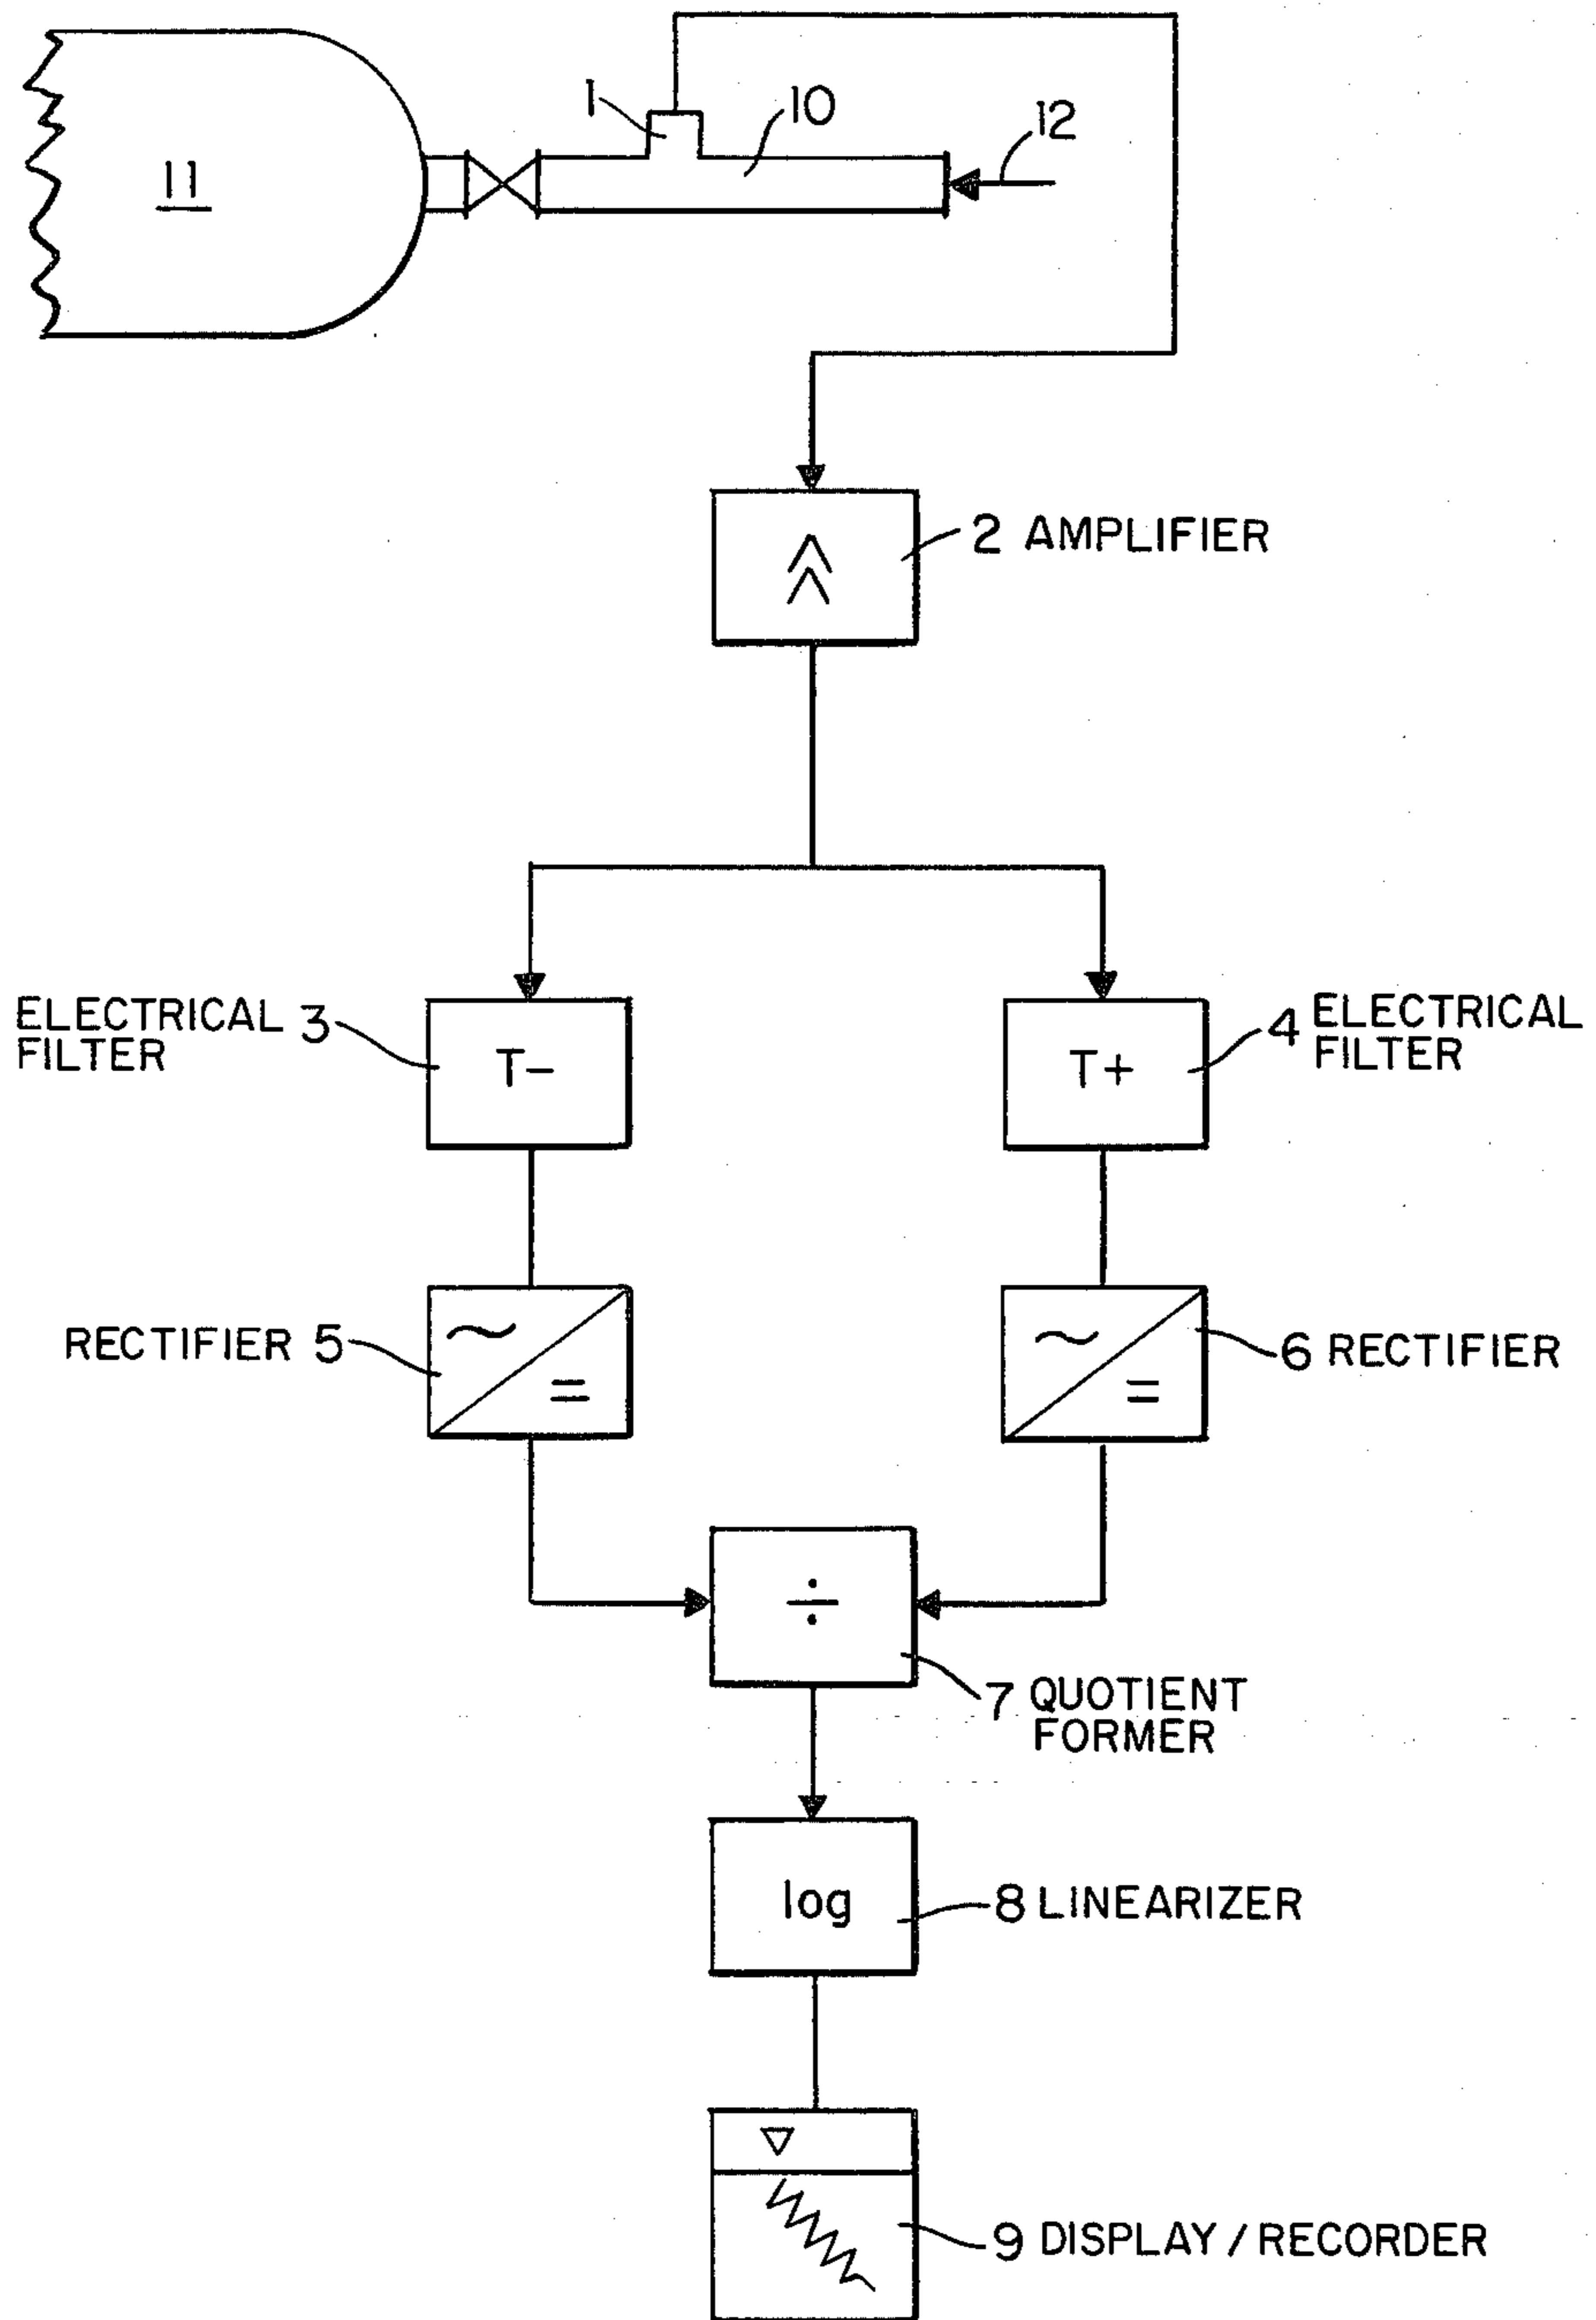 1
10
12
11
2 AMPLIFIER
ELECTRICAL 3
FILTER
T-
T+
4 ELECTRICAL
FILTER
RECTIFIER 5
~
=
~
=
6 RECTIFIER
÷
7 QUOTIENT
FORMER
log
8 LINEARIZER
9 DISPLAY / RECORDER